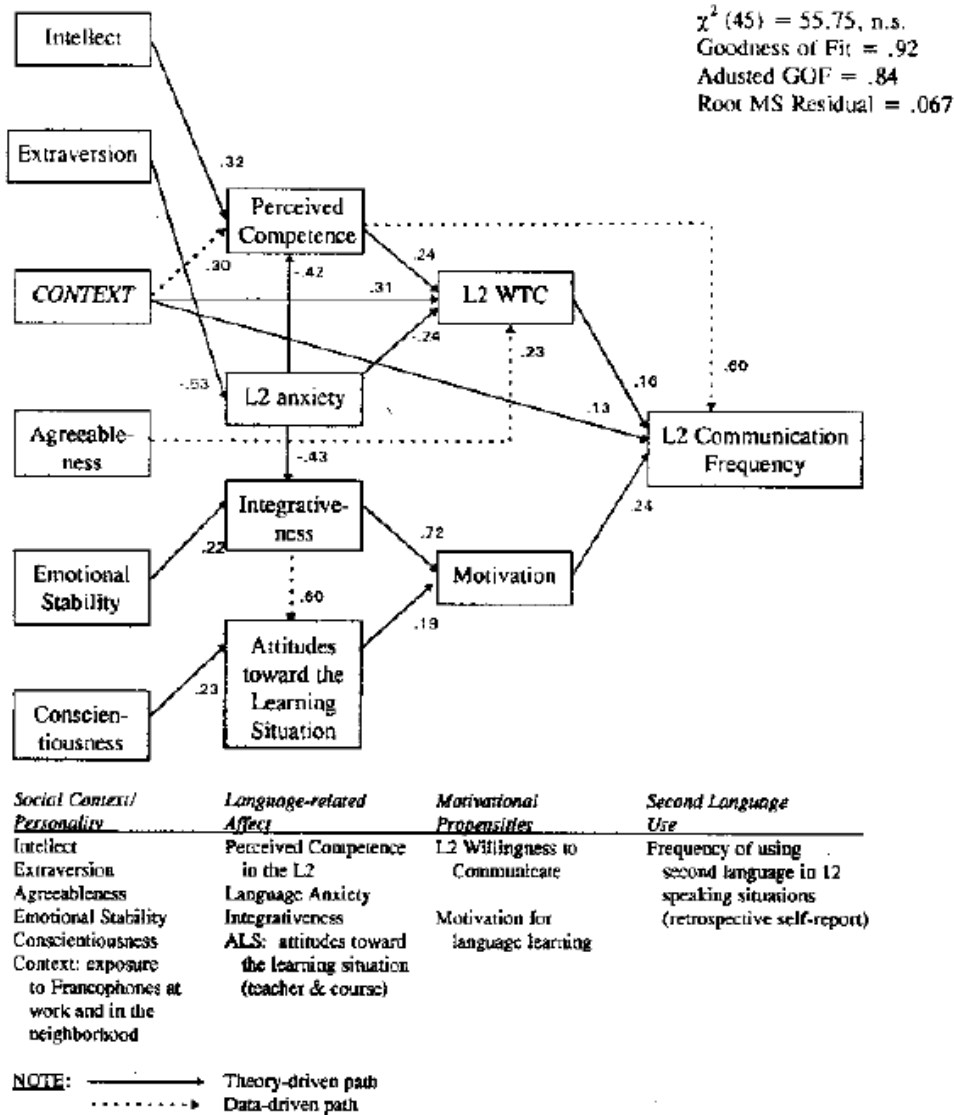 χ² (45) = 55.75, n.s.
Goodness of Fit = .92
Adusted GOF = .84
Root MS Residual = .067
Intellect
Extraversion
.32
Perceived
Competence
.30
-.42
.24
CONTEXT
.31
L2 WTC
-.24
.23
.60
-.53
L2 anxiety
.16
.13
Agreeable-
ness
L2 Communication
Frequency
-.43
Integrative-
ness
.24
.22
.72
Emotional
Stability
Motivation
.60
.19
Attitudes
toward the
Learning
Situation
.23
Conscien-
tiousness
Social Context/ Language-related Motivational Second Language
Personality Affect Propensities Use
Intellect Perceived Competence L2 Willingness to Frequency of using
Extraversion in the L2 Communicate second language in 12
Agreeableness Language Anxiety speaking situations
Emotional Stability Integrativeness Motivation for (retrospective self-report)
Conscientiousness ALS: attitudes toward language learning
Context: exposure the learning situation
to Francophones at (teacher & course)
work and in the
neighborhood
NOTE: Theory-driven path
Data-driven path